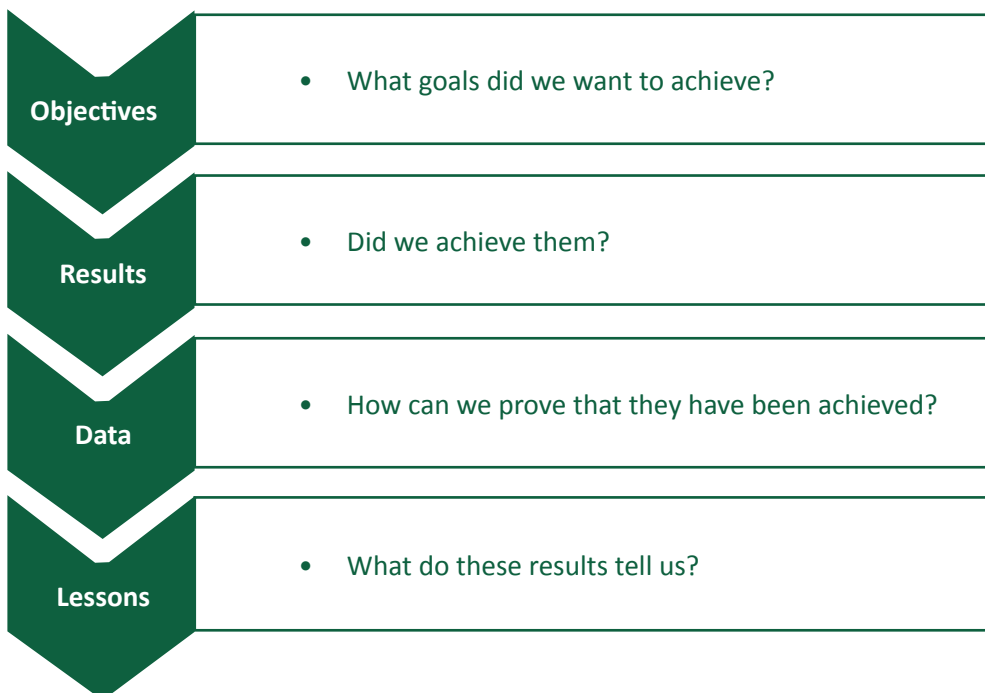 Objectives
• What goals did we want to achieve?
Results
• Did we achieve them?
Data
• How can we prove that they have been achieved?
Lessons
• What do these results tell us?